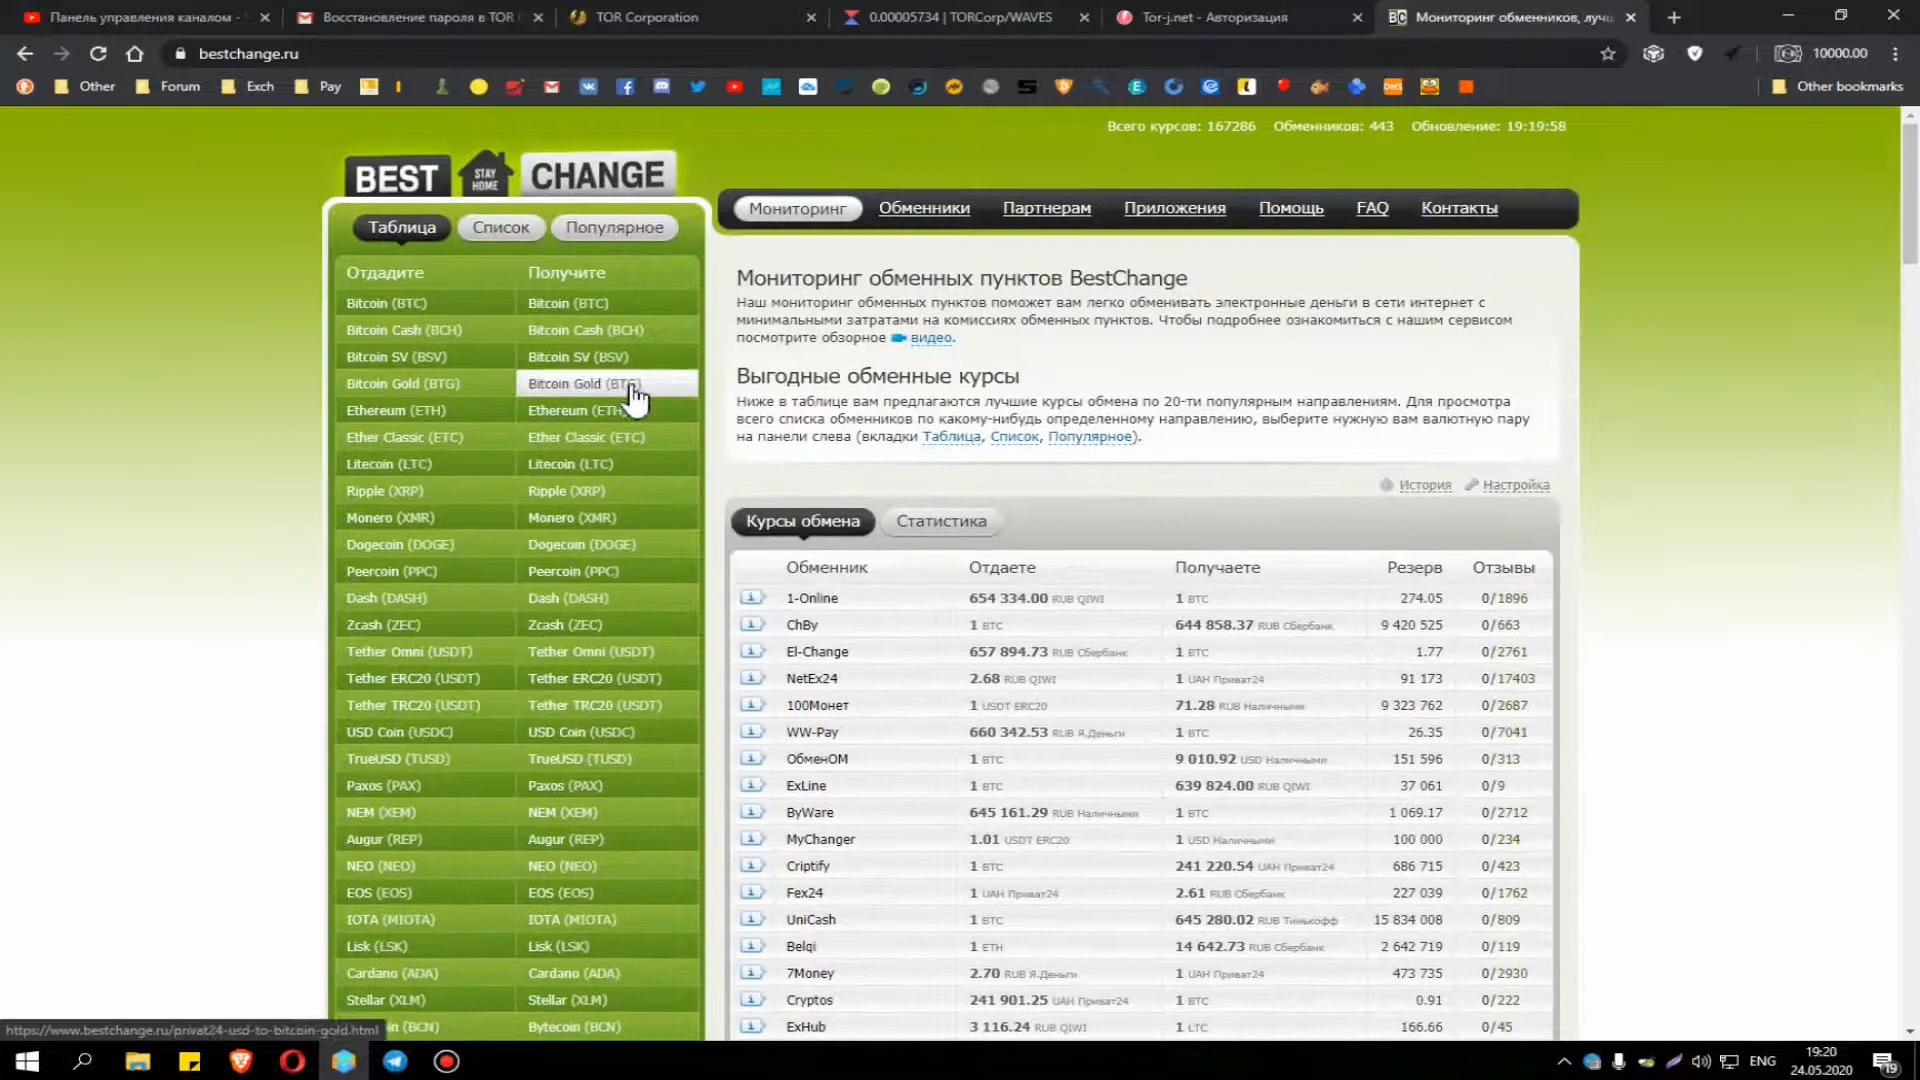 Панель управления каналом -
Восстановление пароля в TOR
TOR Corporation
0.00005734 | TORCorp/WAVES
Tor-j.net - Авторизация
Мониторинг обменников, лучш
bestchange.ru
10000.00
Other
Forum
Exch
Pay
Other bookmarks
Всего курсов: 167286 Обменников: 443 Обновление: 19:19:58
BEST STAY HOME CHANGE
Мониторинг Обменники Партнерам Приложения Помощь FAQ Контакты
Таблица Список Популярное
Отдадите Получите
Bitcoin (BTC) Bitcoin (BTC)
Bitcoin Cash (BCH) Bitcoin Cash (BCH)
Bitcoin SV (BSV) Bitcoin SV (BSV)
Bitcoin Gold (BTG) Bitcoin Gold (BTG)
Ethereum (ETH) Ethereum (ETH)
Ether Classic (ETC) Ether Classic (ETC)
Litecoin (LTC) Litecoin (LTC)
Ripple (XRP) Ripple (XRP)
Monero (XMR) Monero (XMR)
Dogecoin (DOGE) Dogecoin (DOGE)
Peercoin (PPC) Peercoin (PPC)
Dash (DASH) Dash (DASH)
Zcash (ZEC) Zcash (ZEC)
Tether Omni (USDT) Tether Omni (USDT)
Tether ERC20 (USDT) Tether ERC20 (USDT)
Tether TRC20 (USDT) Tether TRC20 (USDT)
USD Coin (USDC) USD Coin (USDC)
TrueUSD (TUSD) TrueUSD (TUSD)
Paxos (PAX) Paxos (PAX)
NEM (XEM) NEM (XEM)
Augur (REP) Augur (REP)
NEO (NEO) NEO (NEO)
EOS (EOS) EOS (EOS)
IOTA (MIOTA) IOTA (MIOTA)
Lisk (LSK) Lisk (LSK)
Cardano (ADA) Cardano (ADA)
Stellar (XLM) Stellar (XLM)
(BCN) Bytecoin (BCN)
Мониторинг обменных пунктов BestChange
Наш мониторинг обменных пунктов поможет вам легко обменивать электронные деньги в сети интернет с
минимальными затратами на комиссиях обменных пунктов. Чтобы подробнее ознакомиться с нашим сервисом
посмотрите обзорное видео.
Выгодные обменные курсы
Ниже в таблице вам предлагаются лучшие курсы обмена по 20-ти популярным направлениям. Для просмотра
всего списка обменников по какому-нибудь определенному направлению, выберите нужную вам валютную пару
на панели слева (вкладки Таблица, Список, Популярное).
История Настройка
Курсы обмена Статистика
Обменник Отдаете Получаете Резерв Отзывы
1-Online 654 334.00 RUB QIWI 1 BTC 274.05 0/1896
ChBy 1 BTC 644 858.37 RUB Сбербанк 9 420 525 0/663
El-Change 657 894.73 RUB Сбербанк 1 BTC 1.77 0/2761
NetEx24 2.68 RUB QIWI 1 UAH Приват24 91 173 0/17403
100Монет 1 USDT ERC20 71.28 RUB Наличными 9 323 762 0/2687
WW-Pay 660 342.53 RUB Я.Деньги 1 BTC 26.35 0/7041
ОбменОМ 1 BTC 9 010.92 USD Наличными 151 596 0/313
ExLine 1 BTC 639 824.00 RUB QIWI 37 061 0/9
ByWare 645 161.29 RUB Наличными 1 BTC 1 069.17 0/2712
MyChanger 1.01 USDT ERC20 1 USD Наличными 100 000 0/234
Criptify 1 BTC 241 220.54 UAH Приват24 686 715 0/423
Fex24 1 UAH Приват24 2.61 RUB Сбербанк 227 039 0/1762
UniCash 1 BTC 645 280.02 RUB Тинькофф 15 834 008 0/809
Belqi 1 ETH 14 642.73 RUB Сбербанк 2 642 719 0/119
7Money 2.70 RUB Я.Деньги 1 UAH Приват24 473 735 0/2930
Cryptos 241 901.25 UAH Приват24 1 BTC 0.91 0/222
ExHub 3 116.24 RUB QIWI 1 LTC 166.66 0/45
https://www.bestchange.ru/privat24-usd-to-bitcoin-gold.html
ENG
19:20
24.05.2020
19